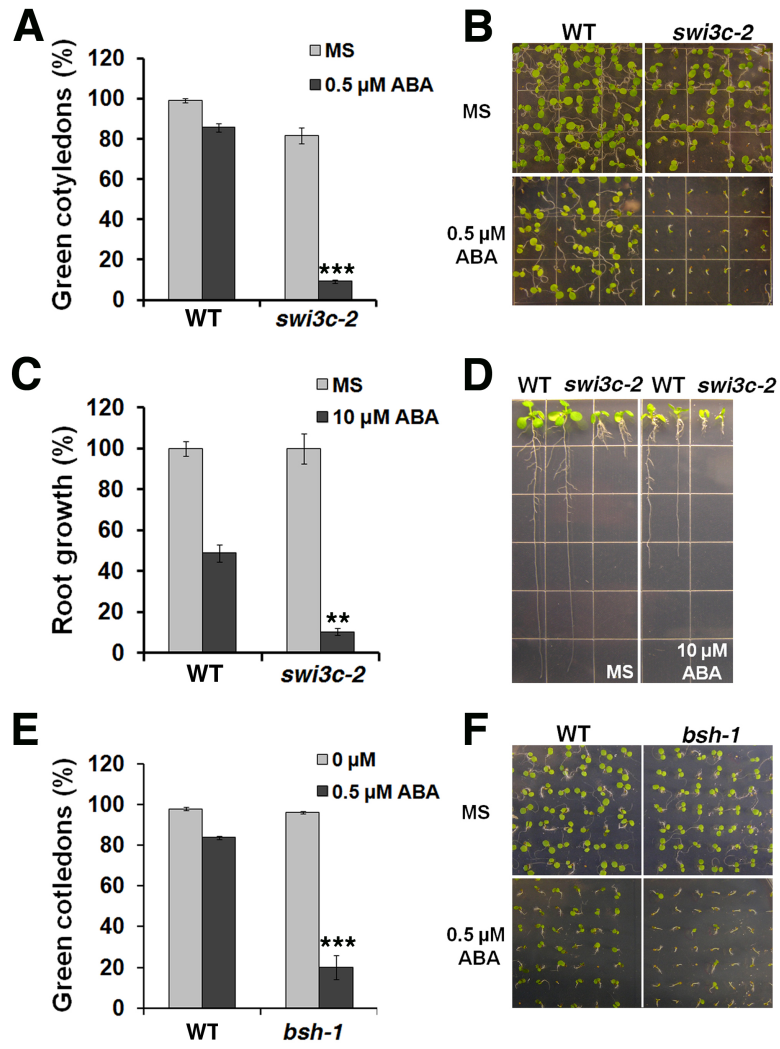 A
Green cotyledons (%)
120
100
80
60
40
20
0
MS
0.5 µM ABA
***
WT
swi3c-2
B
WT
swi3c-2
MS
0.5 µM
ABA
C
Root growth (%)
120
100
80
60
40
20
0
MS
10 µM ABA
**
WT
swi3c-2
D
WT swi3c-2 WT swi3c-2
MS
10 µM
ABA
E
Green cotledons (%)
120
100
80
60
40
20
0
0 µM
0.5 µM ABA
***
WT
bsh-1
F
WT
bsh-1
MS
0.5 µM
ABA